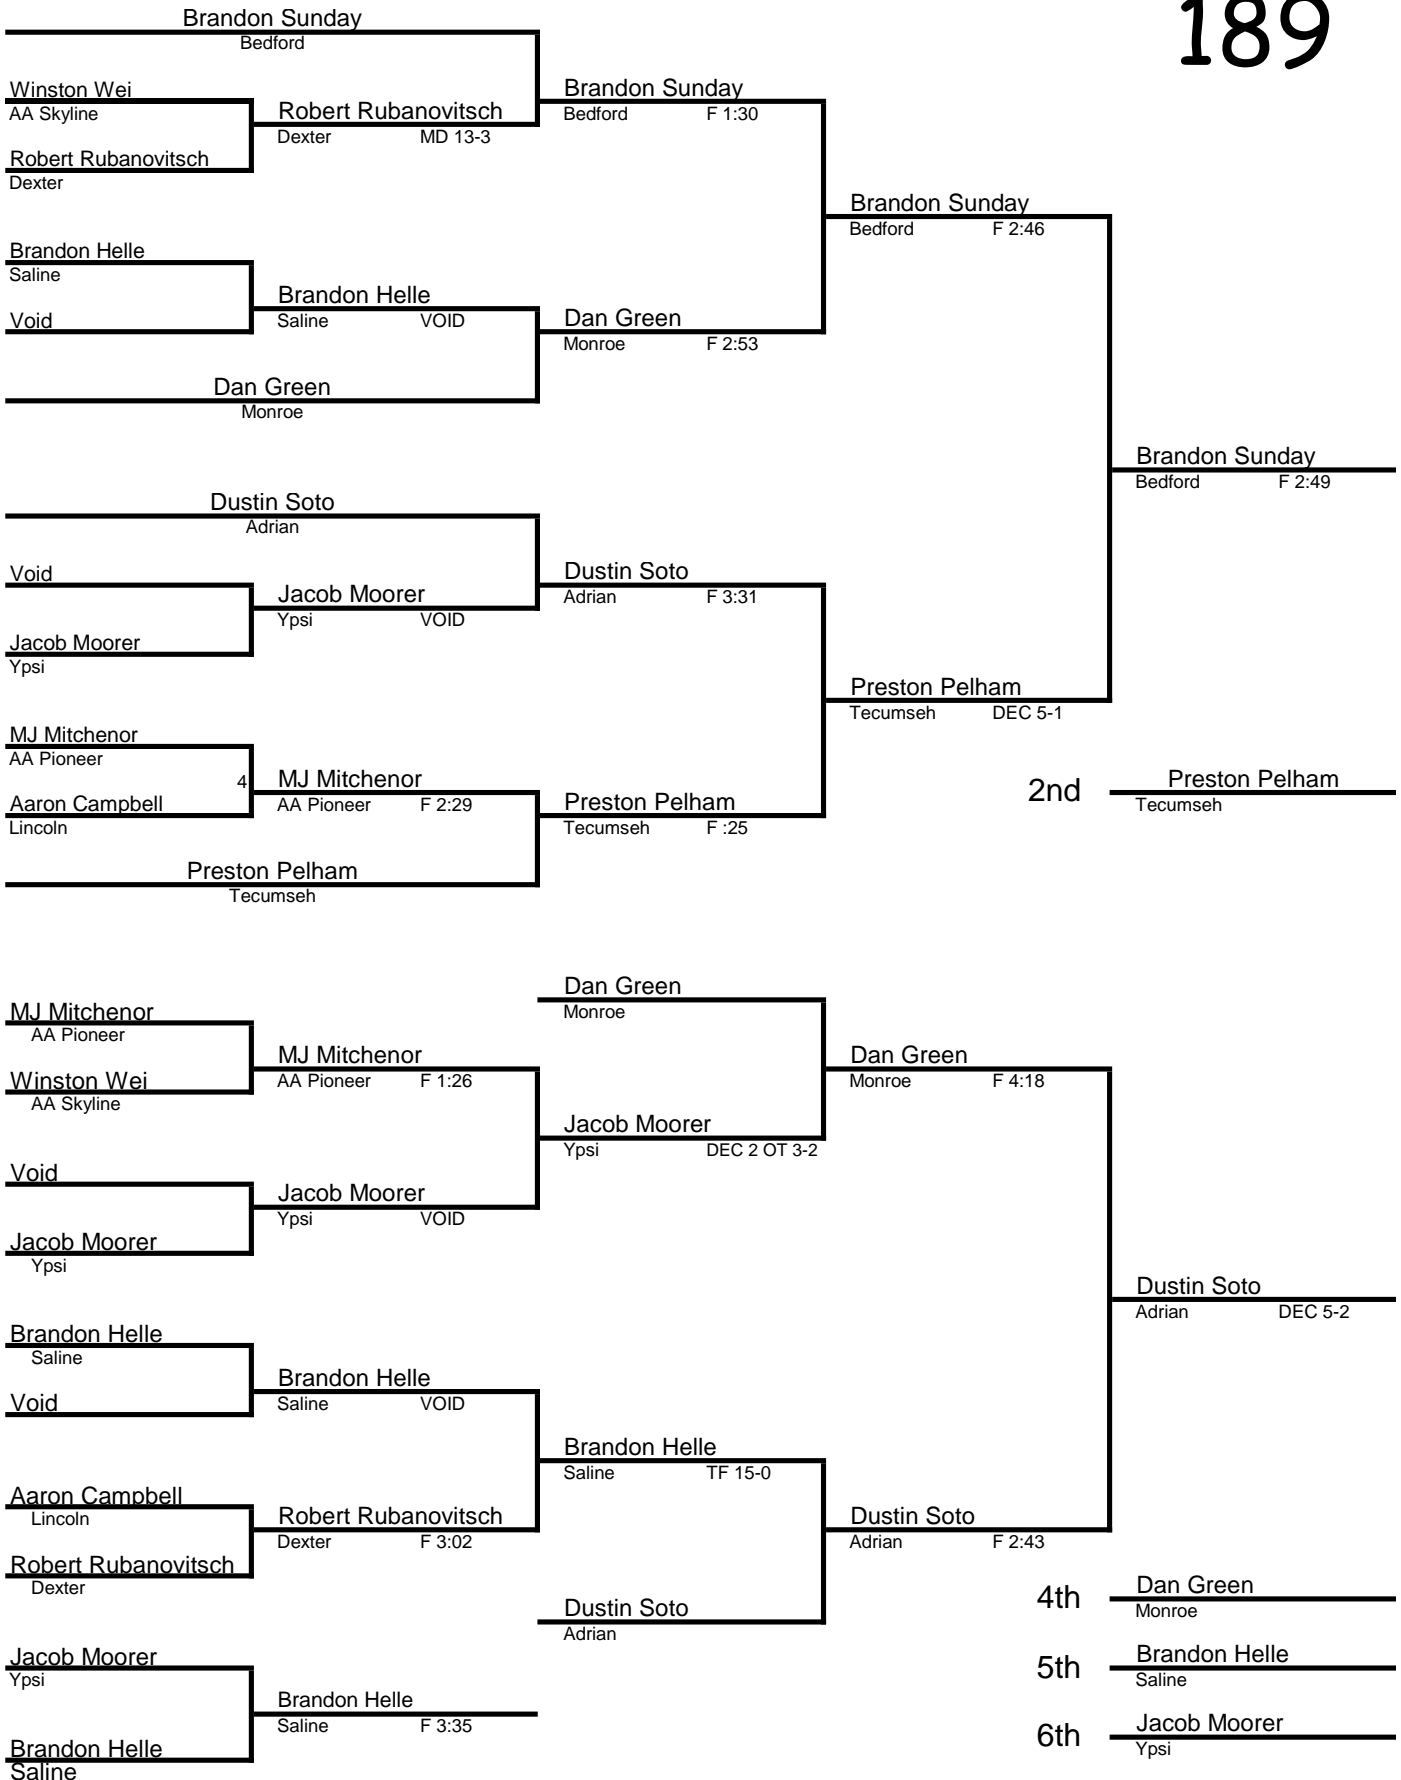 189
Brandon Sunday
Bedford
Winston Wei
AA Skyline
Robert Rubanovitsch
Dexter
Robert Rubanovitsch
Dexter MD 13-3
Brandon Sunday
Bedford F 1:30
Brandon Helle
Saline
Void
Brandon Helle
Saline VOID
Dan Green
Monroe
Dan Green
Monroe F 2:53
Brandon Sunday
Bedford F 2:46
Dustin Soto
Adrian
Void
Jacob Moorer
Ypsi
Jacob Moorer
Ypsi VOID
Dustin Soto
Adrian F 3:31
MJ Mitchenor
AA Pioneer
4
Aaron Campbell
Lincoln
MJ Mitchenor
AA Pioneer F 2:29
Preston Pelham
Tecumseh
Preston Pelham
Tecumseh F :25
Preston Pelham
Tecumseh DEC 5-1
Brandon Sunday
Bedford F 2:49
2nd Preston Pelham
Tecumseh
MJ Mitchenor
AA Pioneer
Winston Wei
AA Skyline
MJ Mitchenor
AA Pioneer F 1:26
Void
Jacob Moorer
Ypsi
Jacob Moorer
Ypsi VOID
Dan Green
Monroe
Jacob Moorer
Ypsi DEC 2 OT 3-2
Dan Green
Monroe F 4:18
Brandon Helle
Saline
Void
Brandon Helle
Saline VOID
Aaron Campbell
Lincoln
Robert Rubanovitsch
Dexter
Robert Rubanovitsch
Dexter F 3:02
Brandon Helle
Saline TF 15-0
Dustin Soto
Adrian
Dustin Soto
Adrian F 2:43
Dustin Soto
Adrian DEC 5-2
Jacob Moorer
Ypsi
Brandon Helle
Saline
Brandon Helle
Saline F 3:35
4th Dan Green
Monroe
5th Brandon Helle
Saline
6th Jacob Moorer
Ypsi